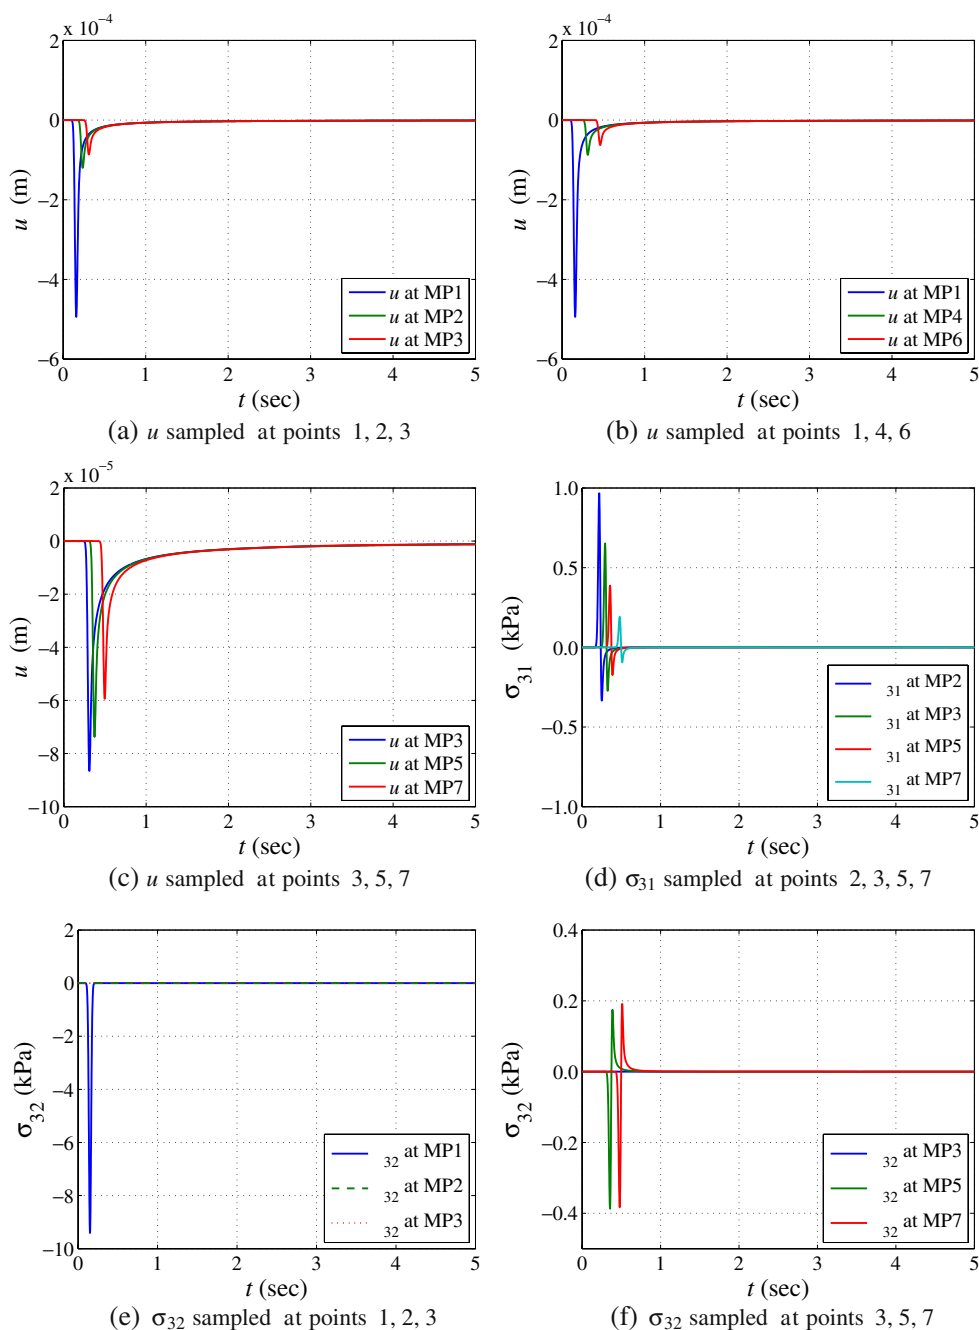 x 10⁻⁴
2
0
−2
−4
−6
u (m)
0 1 2 3 4 5
t (sec)
u at MP1
u at MP2
u at MP3
(a) u sampled at points 1, 2, 3
x 10⁻⁴
2
0
−2
−4
−6
u (m)
0 1 2 3 4 5
t (sec)
u at MP1
u at MP4
u at MP6
(b) u sampled at points 1, 4, 6
x 10⁻⁵
2
0
−2
−4
−6
−8
−10
u (m)
0 1 2 3 4 5
t (sec)
u at MP3
u at MP5
u at MP7
(c) u sampled at points 3, 5, 7
1.0
0.5
0.0
−0.5
−1.0
σ₃₁ (kPa)
0 1 2 3 4 5
t (sec)
₃₁ at MP2
₃₁ at MP3
₃₁ at MP5
₃₁ at MP7
(d) σ₃₁ sampled at points 2, 3, 5, 7
2
0
−2
−4
−6
−8
−10
σ₃₂ (kPa)
0 1 2 3 4 5
t (sec)
₃₂ at MP1
₃₂ at MP2
₃₂ at MP3
(e) σ₃₂ sampled at points 1, 2, 3
0.4
0.2
0.0
−0.2
−0.4
σ₃₂ (kPa)
0 1 2 3 4 5
t (sec)
₃₂ at MP3
₃₂ at MP5
₃₂ at MP7
(f) σ₃₂ sampled at points 3, 5, 7